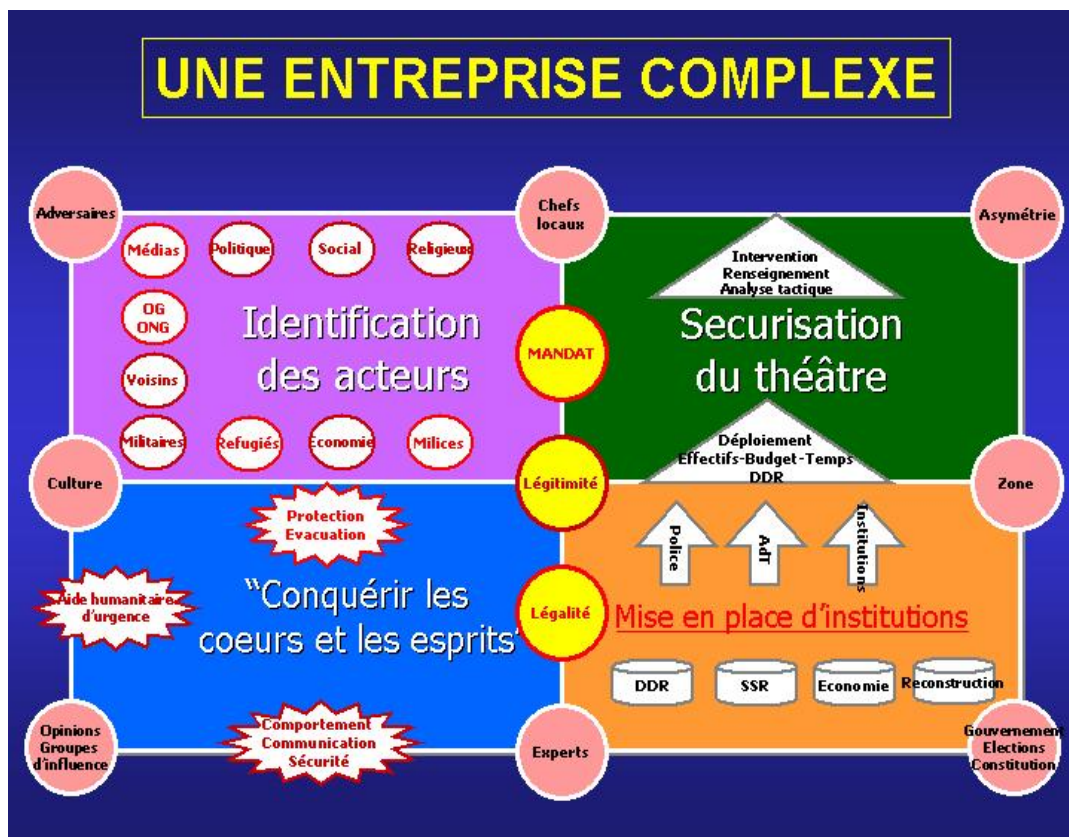 UNE ENTREPRISE COMPLEXE
Adversaires
Chefs
locaux
Asymétrie
Médias
Politique
Social
Religieux
OG
ONG
Voisins
Militaires
Refugiés
Economie
Milices
Identification
des acteurs
MANDAT
Intervention
Renseignement
Analyse tactique
Securisation
du théâtre
Déploiement
Effectifs-Budget-Temps
DDR
Culture
Légitimité
Zone
Protection
Evacuation
Aide humanitaire
d'urgence
“Conquérir les
coeurs et les esprits”
Légalité
Police
AdT
Institutions
Mise en place d'institutions
DDR
SSR
Economie
Reconstruction
Opinions
Groupes
d'influence
Comportement
Communication
Sécurité
Experts
Gouvernement
Elections
Constitution